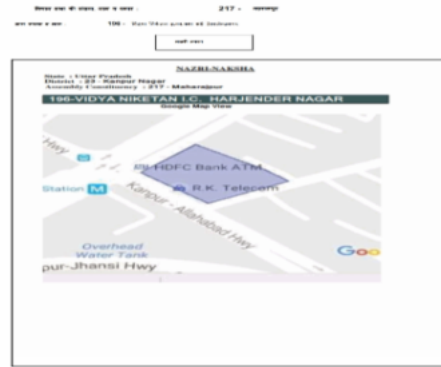 217 -
196 -
NAZRI-NAKSHA
State : Uttar Pradesh
District : 23 - Kanpur Nagar
Assembly Constituency : 217 - Maharajpur
196-VIDYA NIKETAN I.C. HARJENDER NAGAR
Google Map View
Hwy
HDFC Bank ATM
Station M
R.K. Telecom
Kanpur - Allahabad Hwy
Overhead
Water Tank
Goo
pur-Jhansi Hwy